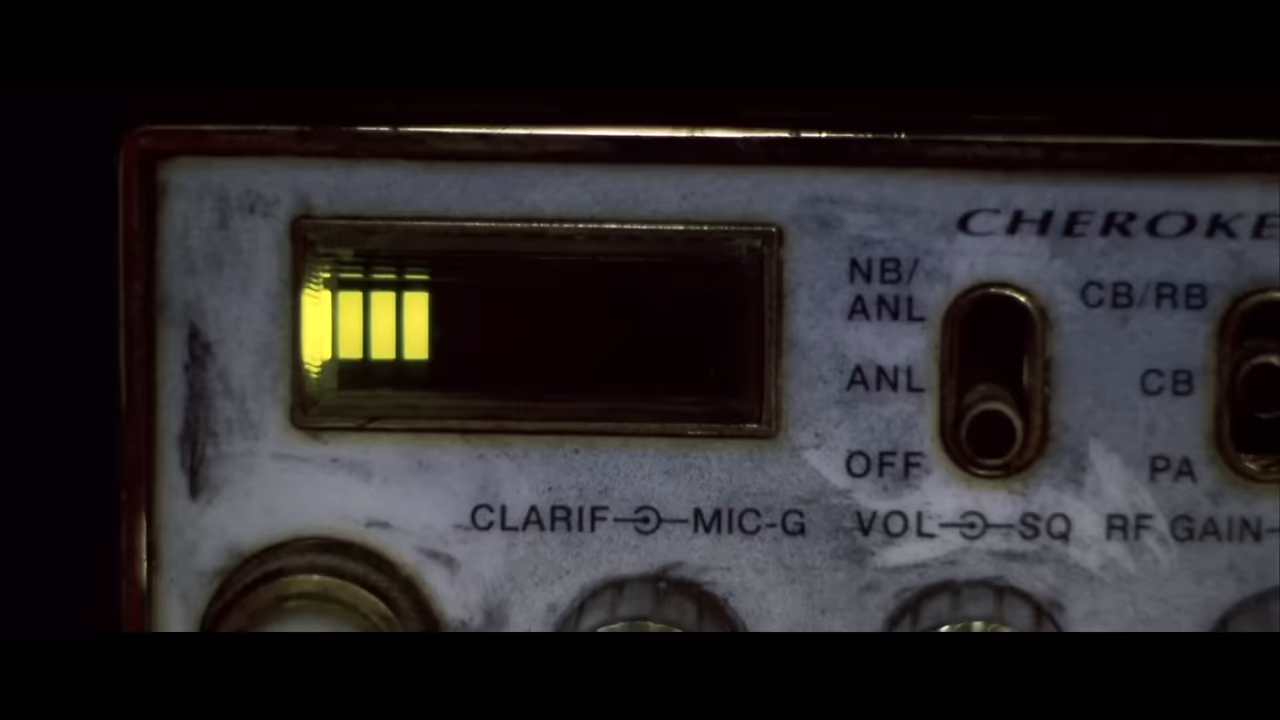 CHEROKE
NB/
ANL
CB/RB
ANL
CB
OFF
PA
CLARIF MIC-G VOL SQ RF GAIN